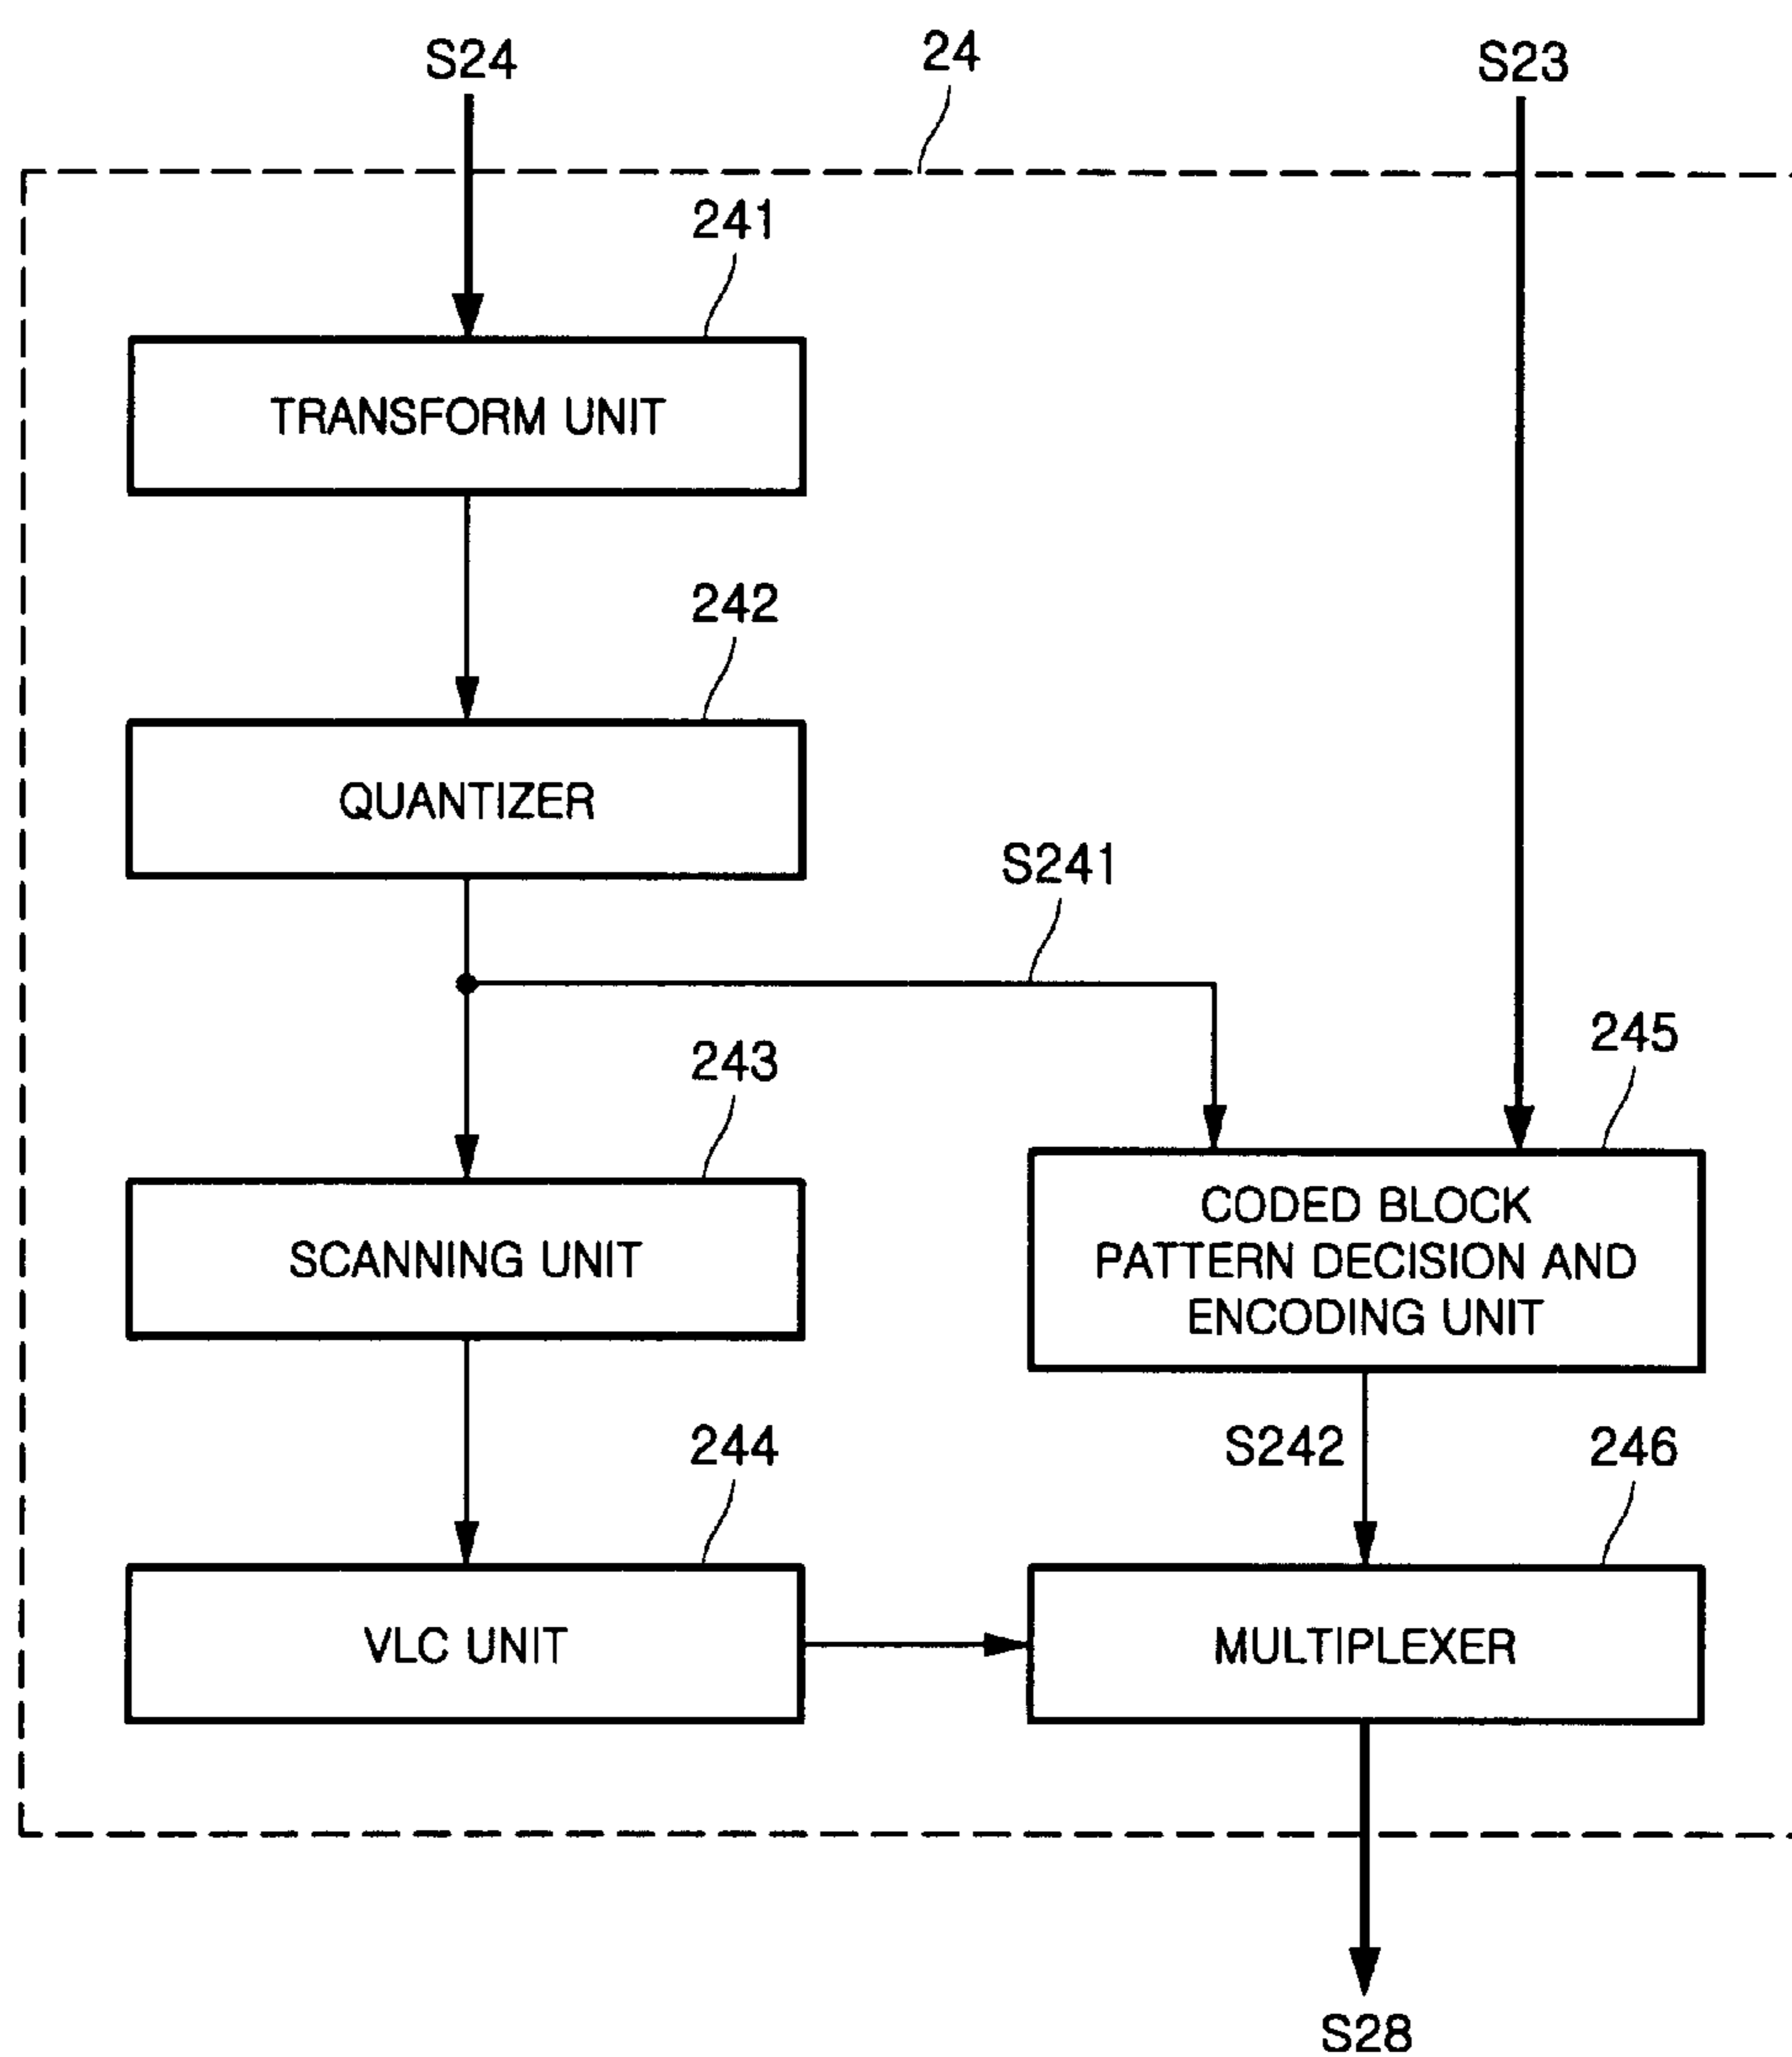 S24
24
S23
241
TRANSFORM UNIT
242
QUANTIZER
S241
243
245
SCANNING UNIT
CODED BLOCK
PATTERN DECISION AND
ENCODING UNIT
244
S242
246
VLC UNIT
MULTIPLEXER
S28